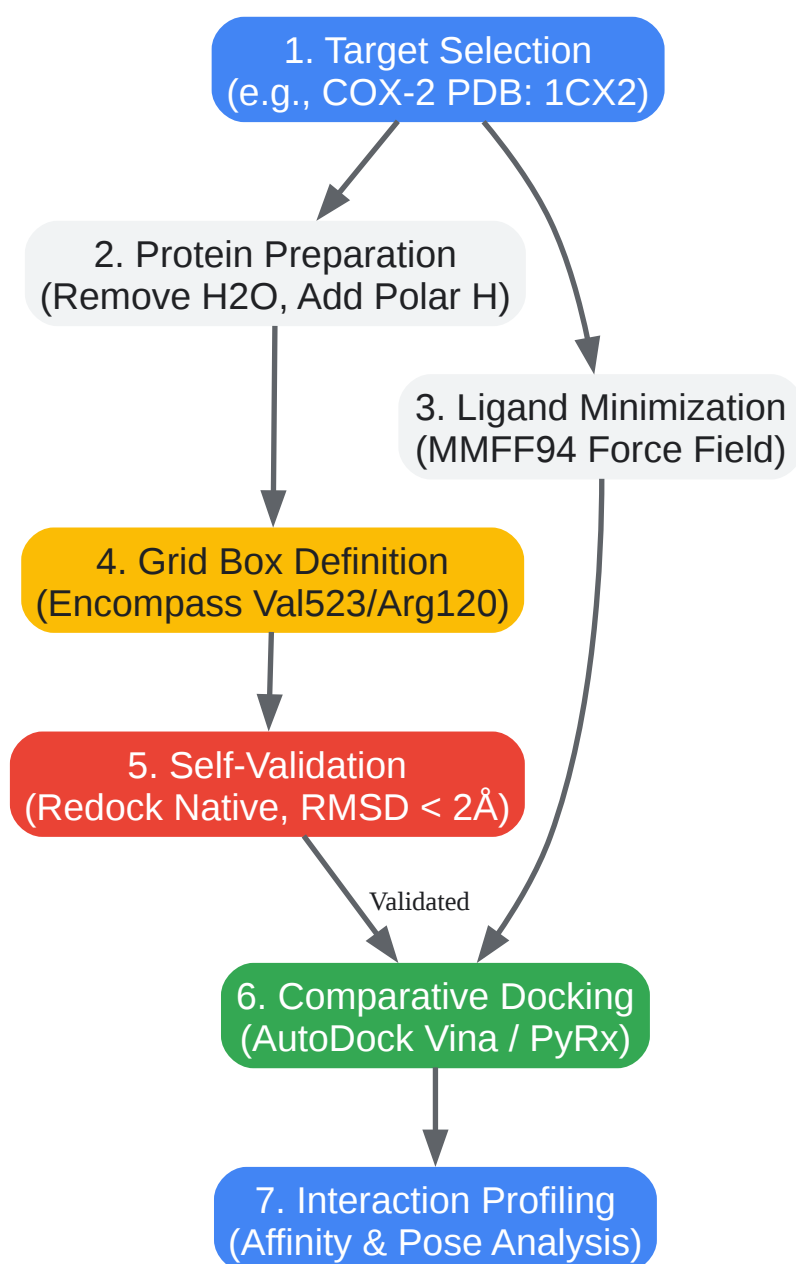 1. Target Selection
(e.g., COX-2 PDB: 1CX2)
2. Protein Preparation
(Remove H2O, Add Polar H)
3. Ligand Minimization
(MMFF94 Force Field)
4. Grid Box Definition
(Encompass Val523/Arg120)
5. Self-Validation
(Redock Native, RMSD < 2Å)
Validated
6. Comparative Docking
(AutoDock Vina / PyRx)
7. Interaction Profiling
(Affinity & Pose Analysis)